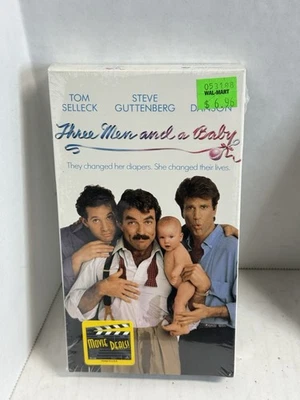 TOM
SELLECK
STEVE
GUTTENBERG
DANSON
053188
WAL-MART
$ 6.96
Three Men and a Baby
They changed her diapers. She changed their lives.
MOVIE
DEALS!